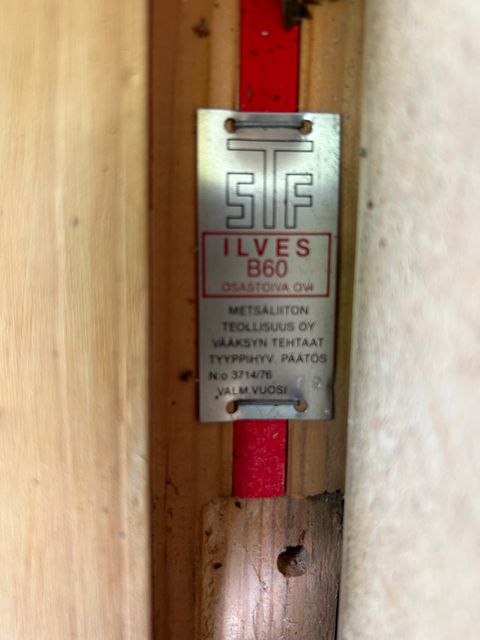 STF
ILVES
B60
OSASTOIVA OVI
METSÄLIITON
TEOLLISUUS OY
VÄÄKSYN TEHTAAT
TYYPPIHYV. PÄÄTÖS
N:o 3714/76
VALM.VUOSI